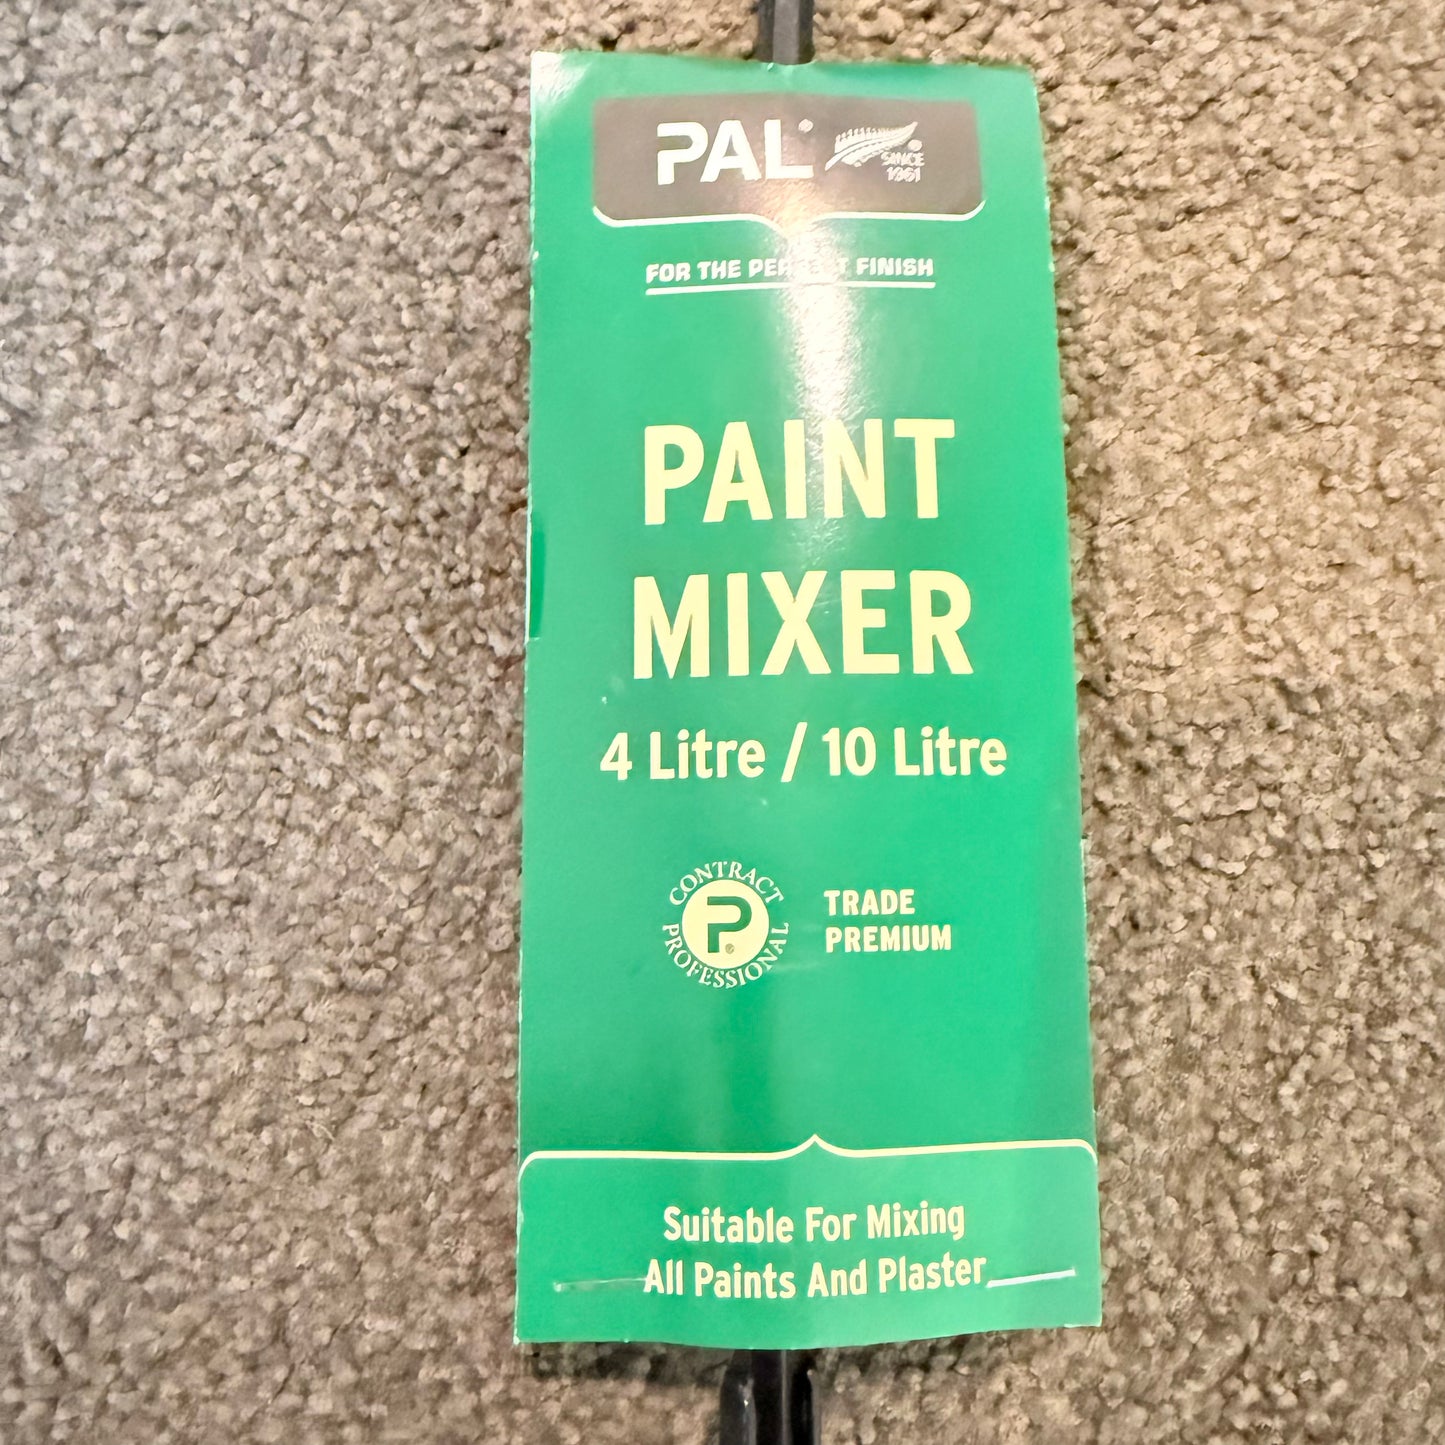 PAL®
SINCE
1961
FOR THE PERFECT FINISH
PAINT
MIXER
4 Litre / 10 Litre
CONTRACT
P
PROFESSIONAL
TRADE
PREMIUM
Suitable For Mixing
All Paints And Plaster